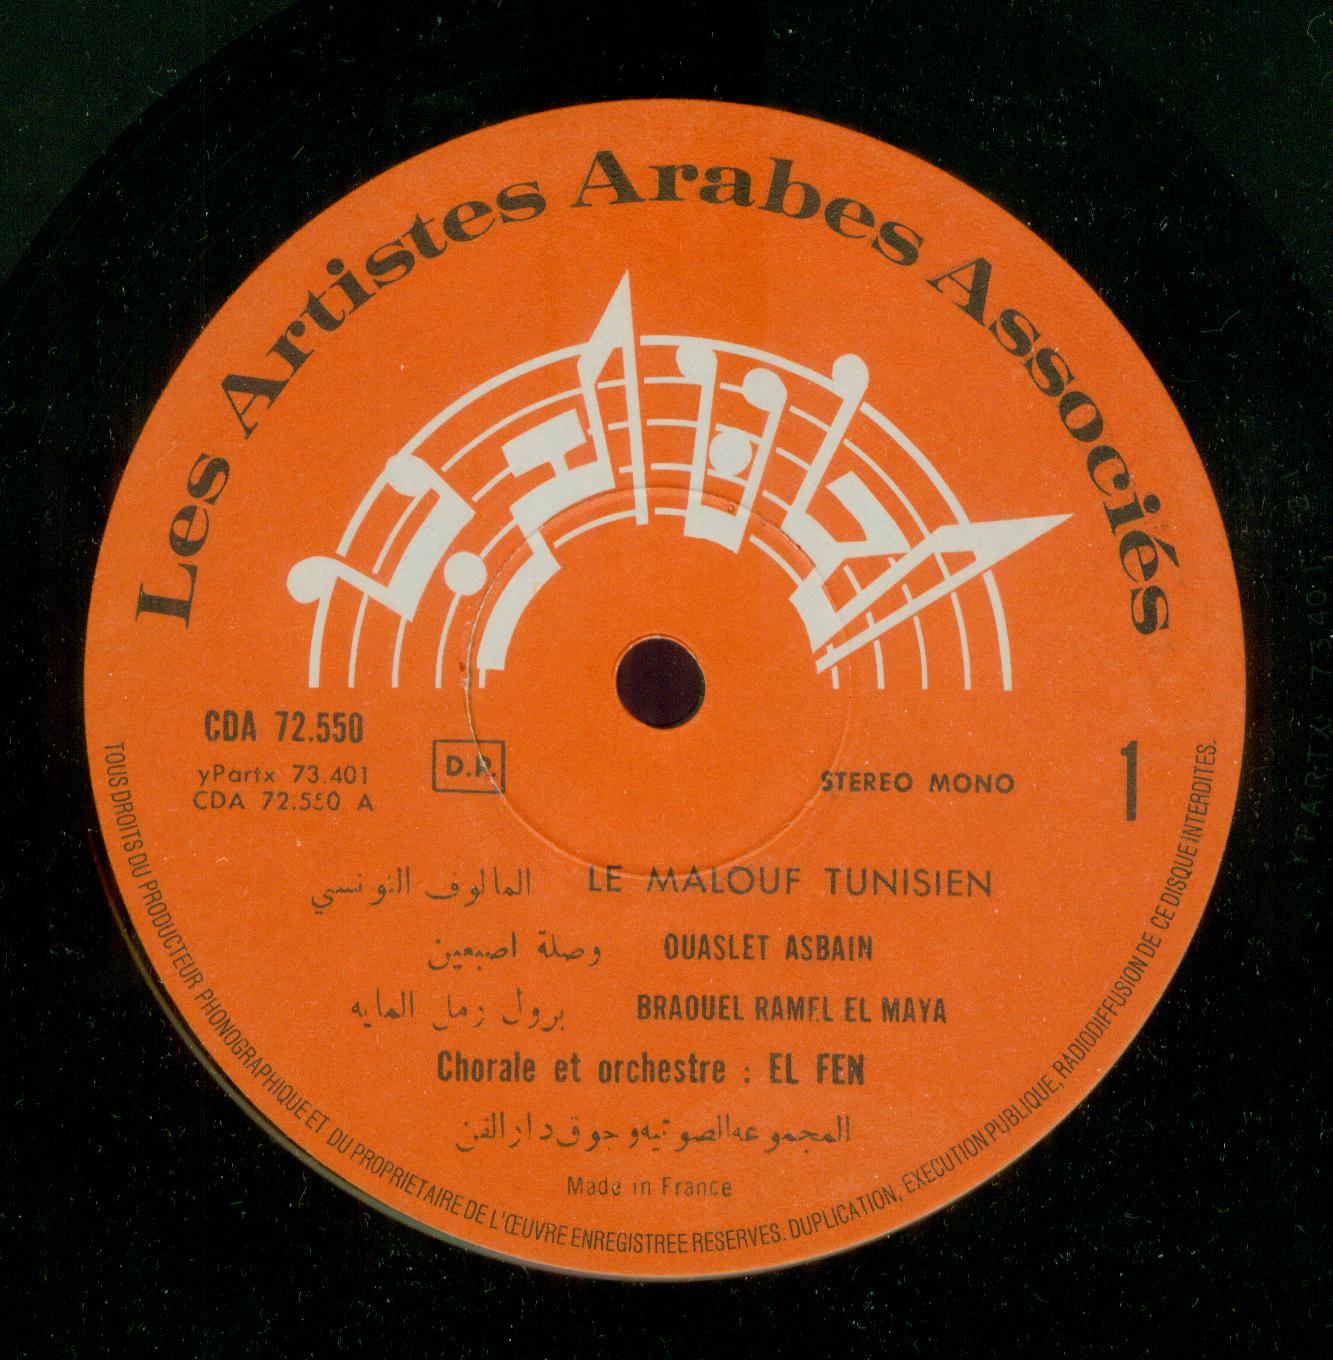 Les Artistes Arabes Associés
CDA 72.550
yPartx 73.401
CDA 72.550 A
D.P.
STEREO MONO
1
المالوف التونسي LE MALOUF TUNISIEN
وصلة اصبعين OUASLET ASBAIN
برول رمل المايه BRAOUEL RAMEL EL MAYA
Chorale et orchestre : EL FEN
المجموعه الصوتيه و جوق دار الفن
Made in France
TOUS DROITS DU PRODUCTEUR PHONOGRAPHIQUE ET DU PROPRIETAIRE DE L'ŒUVRE ENREGISTREE RESERVES. DUPLICATION, EXECUTION PUBLIQUE, RADIODIFFUSION DE CE DISQUE INTERDITES.